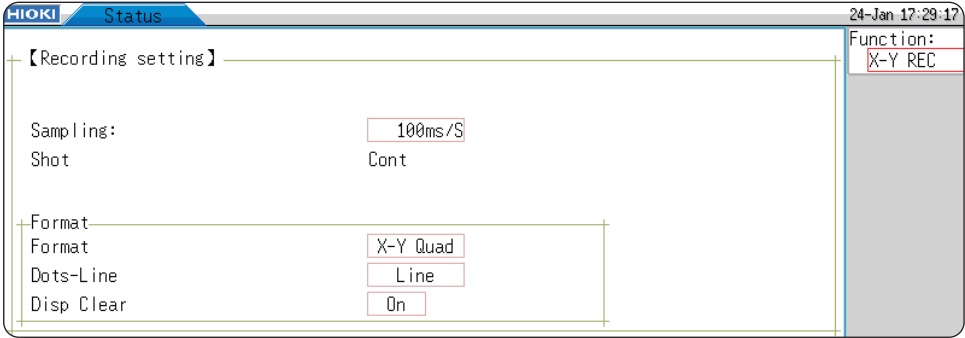 HIOKI Status 24-Jan 17:29:17
Function:
X-Y REC
【Recording setting】
Sampling: 100ms/S
Shot Cont
Format
Format X-Y Quad
Dots-Line Line
Disp Clear On